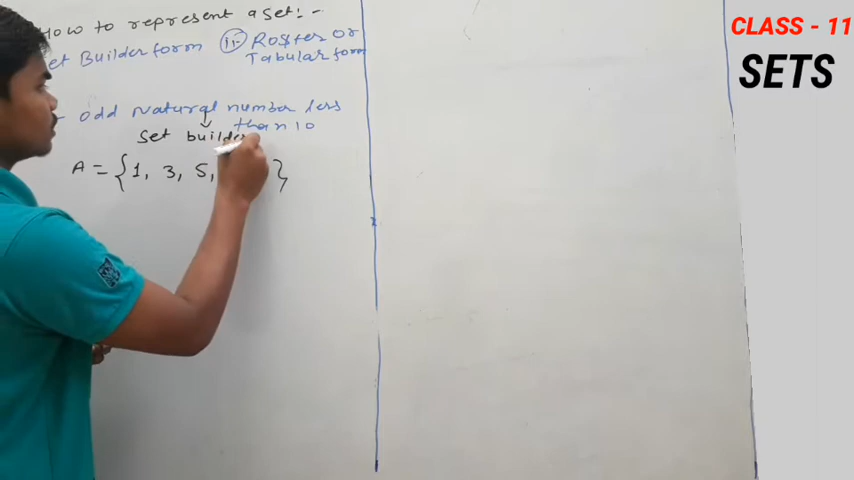 How to represent a set:-
et Builder form (ii)- Roster or
Tabular form
- odd Natural number less
than 10
Set builder
A = { 1, 3, 5, }
CLASS - 11
SETS